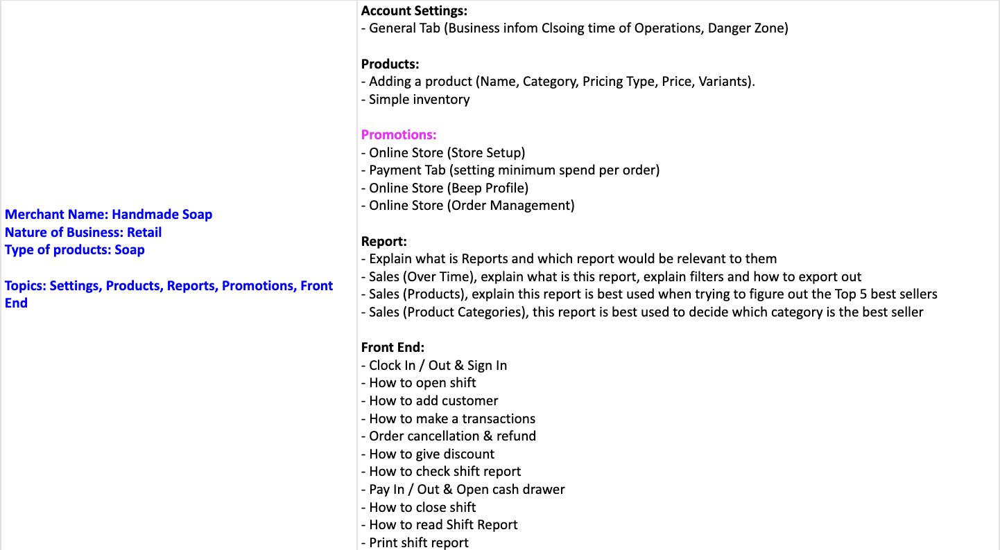 Merchant Name: Handmade Soap
Nature of Business: Retail
Type of products: Soap
Topics: Settings, Products, Reports, Promotions, Front
End
Account Settings:
- General Tab (Business infom Clsoing time of Operations, Danger Zone)
Products:
- Adding a product (Name, Category, Pricing Type, Price, Variants).
- Simple inventory
Promotions:
- Online Store (Store Setup)
- Payment Tab (setting minimum spend per order)
- Online Store (Beep Profile)
- Online Store (Order Management)
Report:
- Explain what is Reports and which report would be relevant to them
- Sales (Over Time), explain what is this report, explain filters and how to export out
- Sales (Products), explain this report is best used when trying to figure out the Top 5 best sellers
- Sales (Product Categories), this report is best used to decide which category is the best seller
Front End:
- Clock In / Out & Sign In
- How to open shift
- How to add customer
- How to make a transactions
- Order cancellation & refund
- How to give discount
- How to check shift report
- Pay In / Out & Open cash drawer
- How to close shift
- How to read Shift Report
- Print shift report